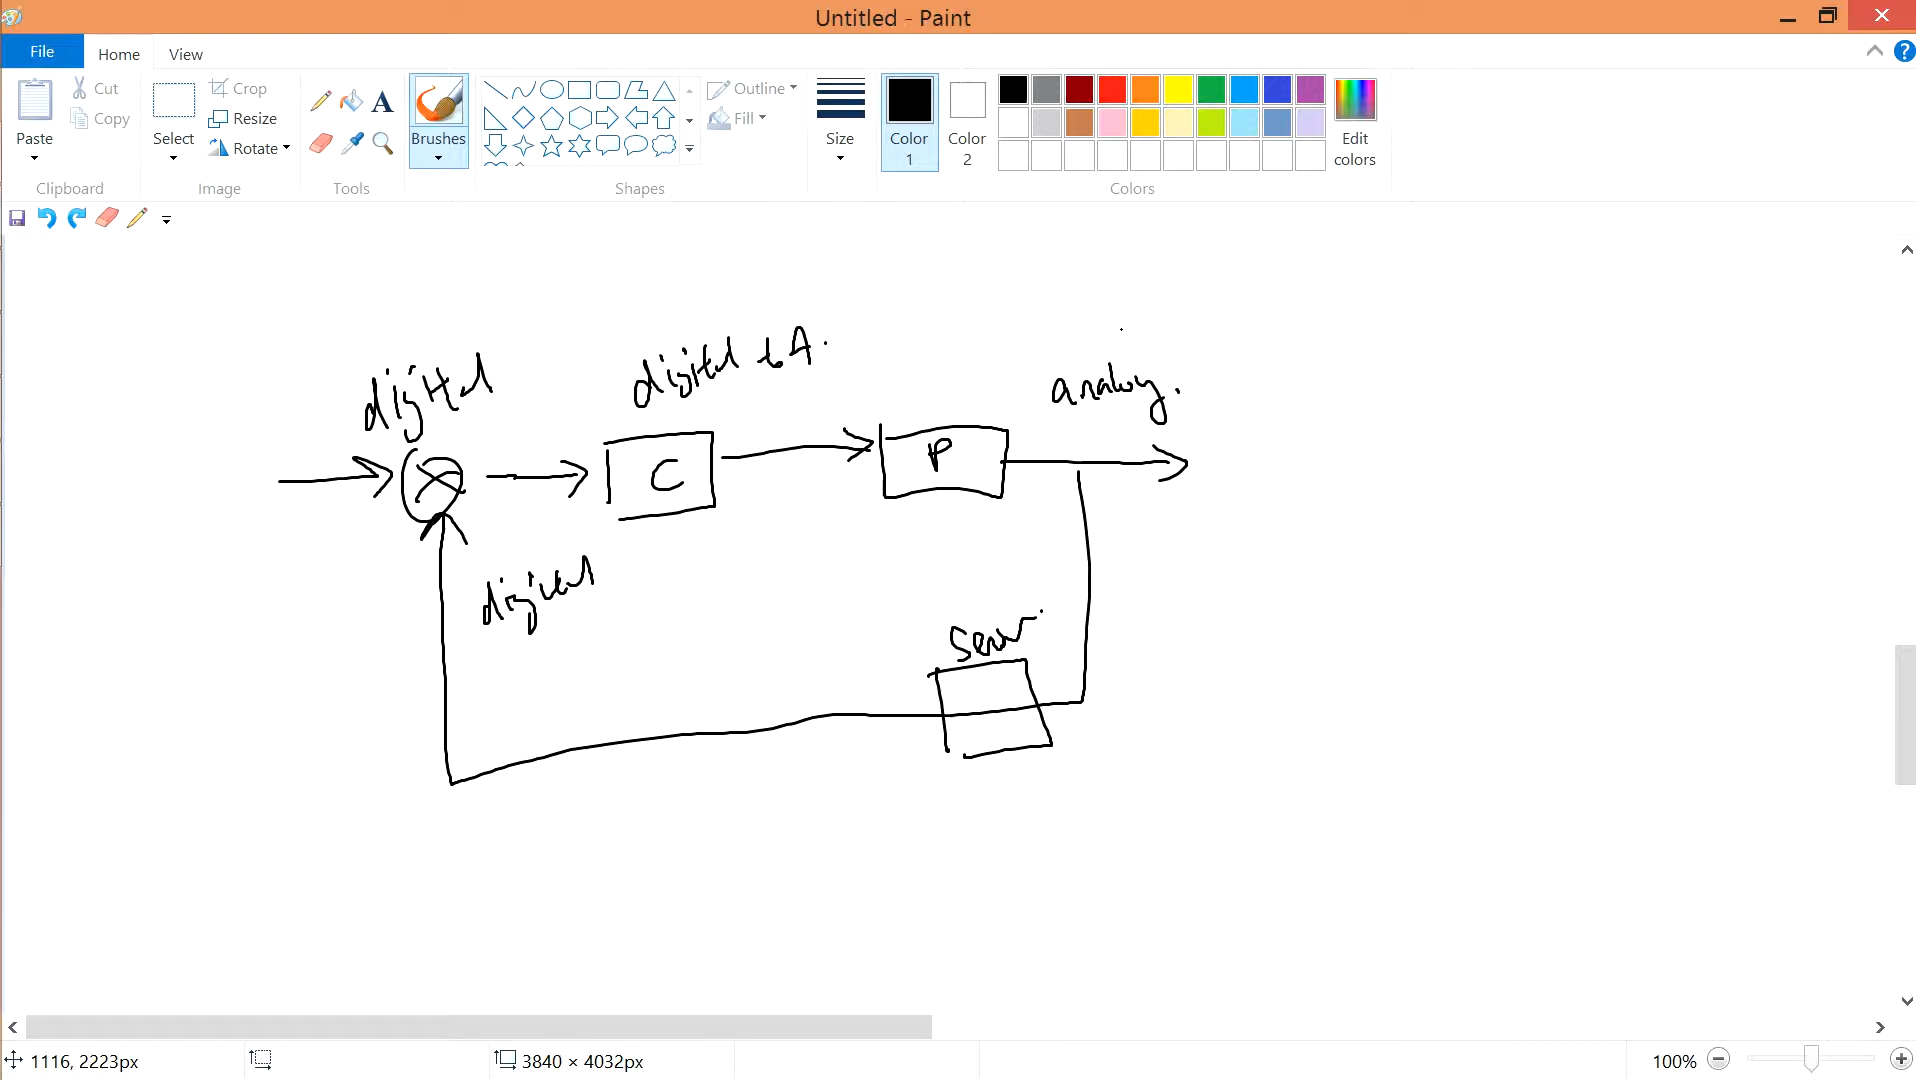 Untitled - Paint
File
Home
View
Paste
Cut
Copy
Clipboard
Select
Crop
Resize
Rotate
Image
A
Tools
Brushes
Shapes
Outline
Fill
Size
Color 1
Color 2
Edit colors
Colors
?
digital
digital to A.
analog.
C
P
digital
1116, 2223px
3840 × 4032px
100%